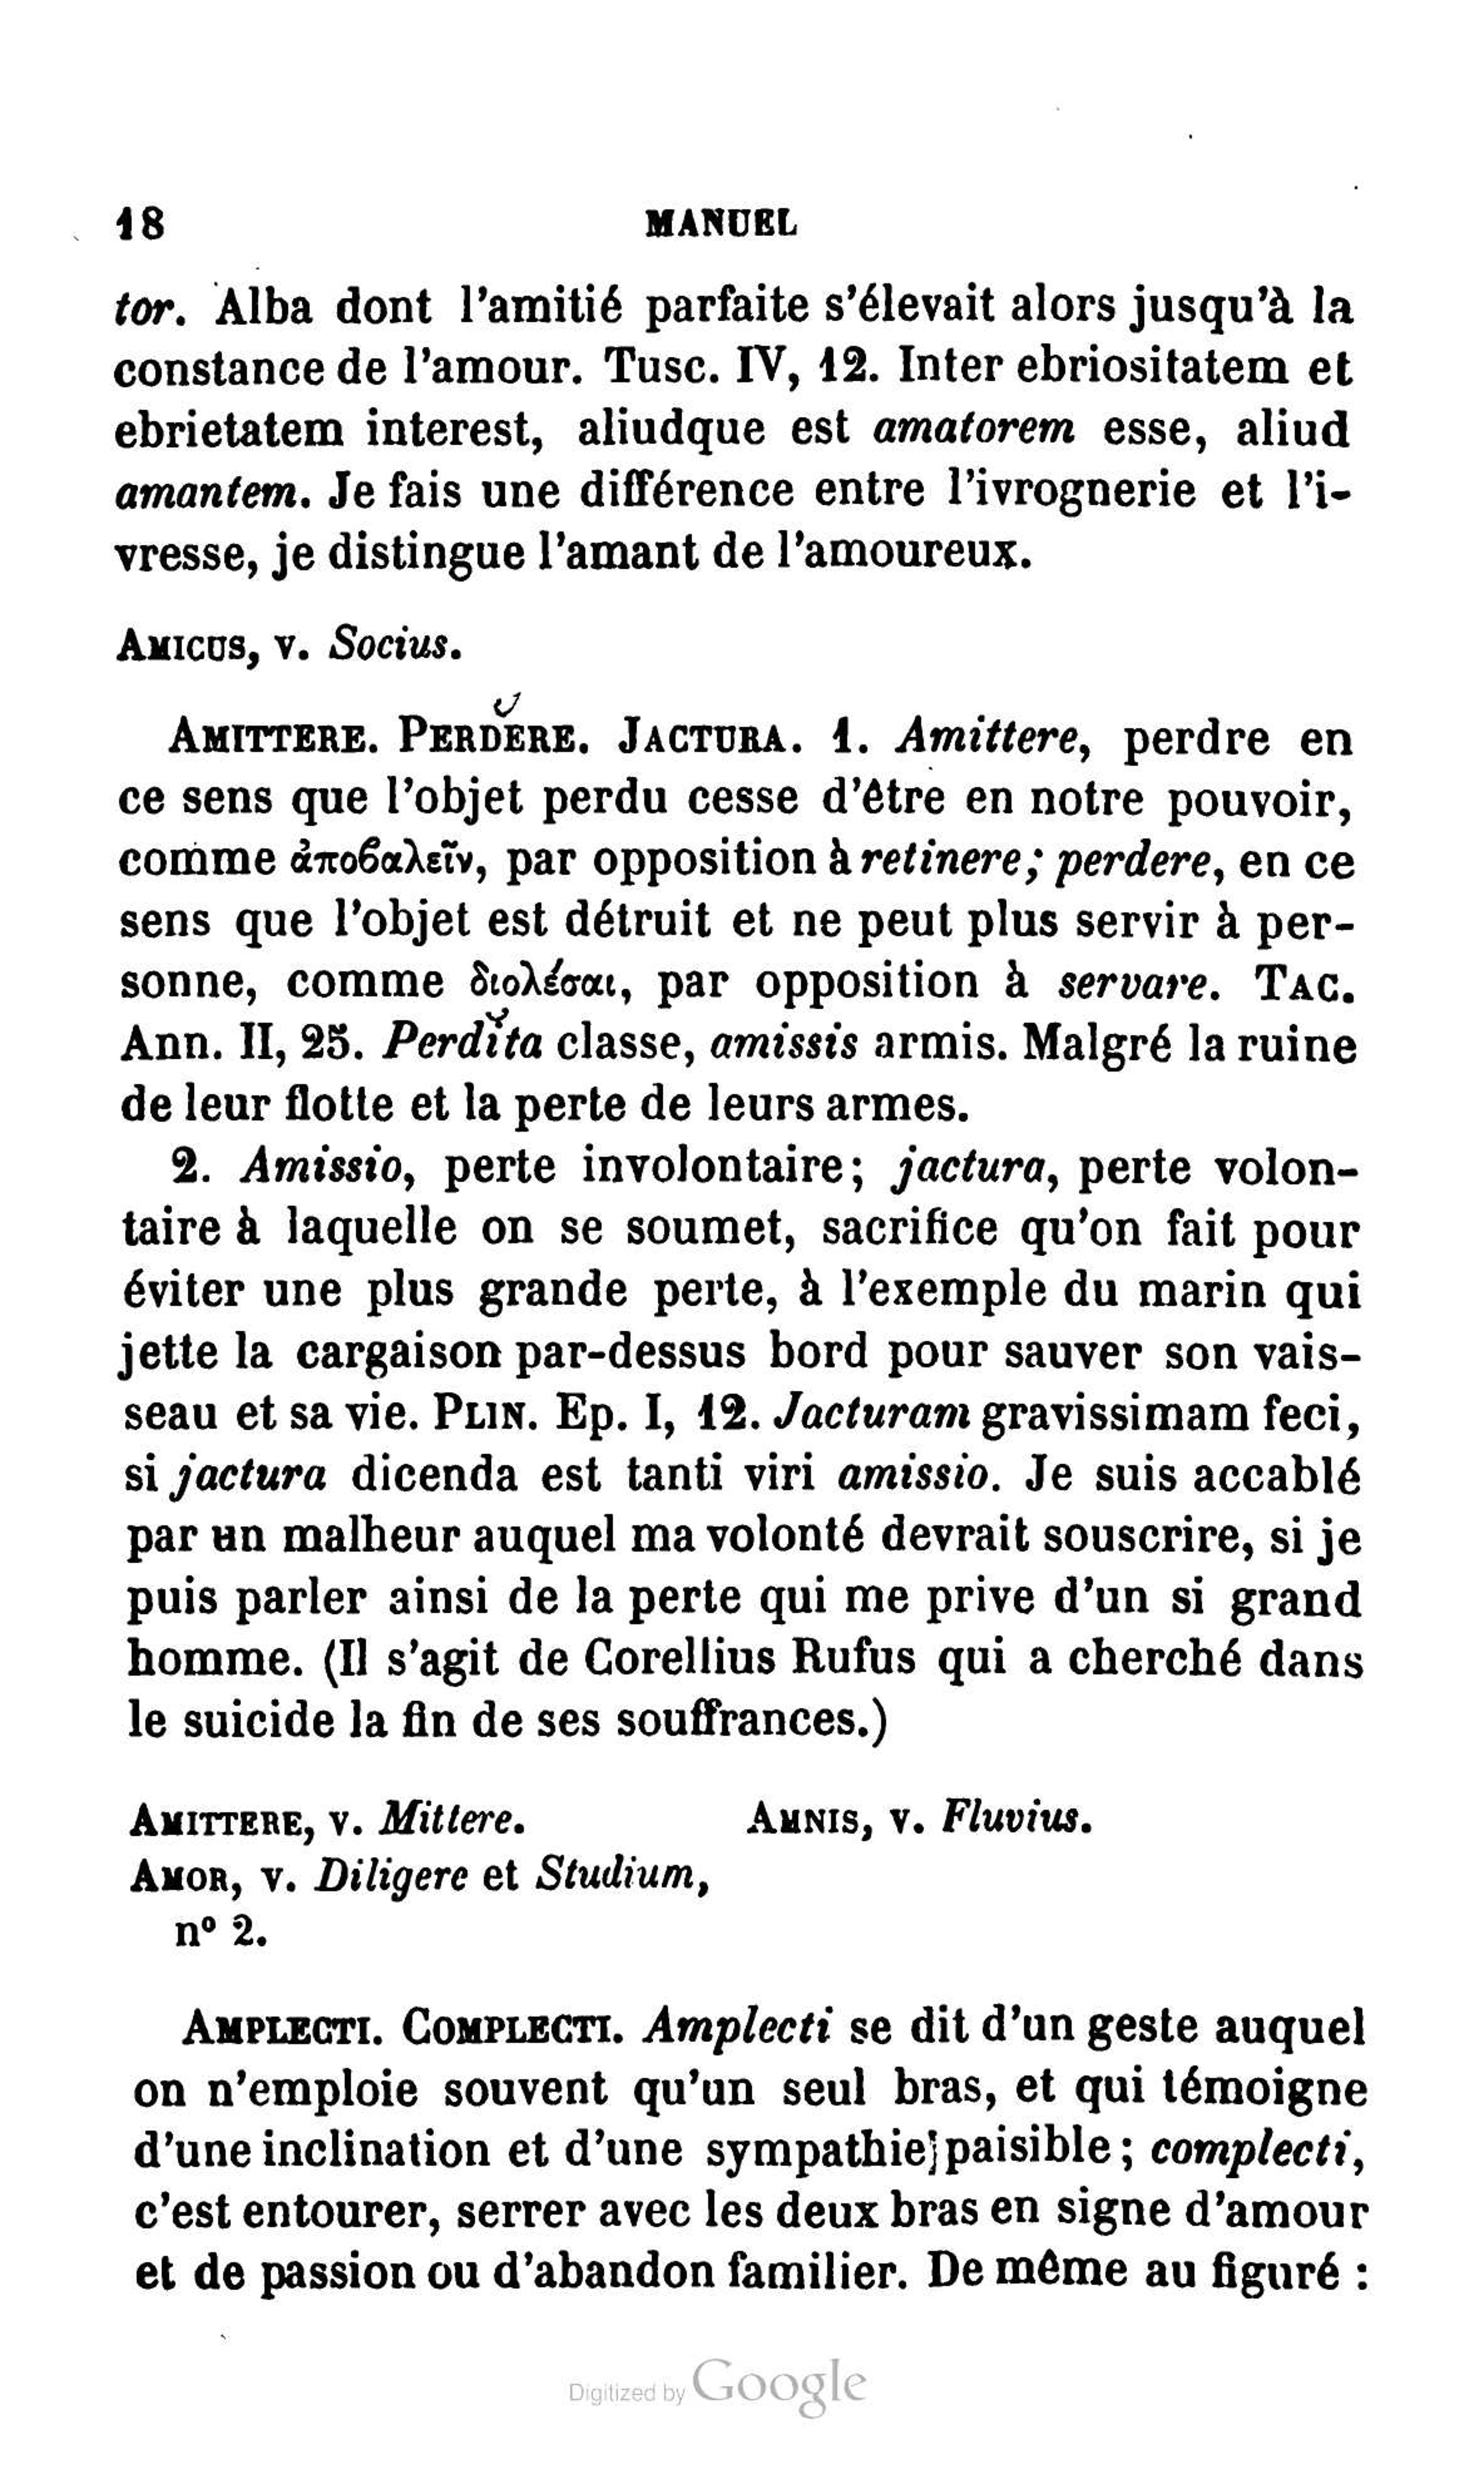 18 MANUEL
tor. Alba dont l'amitié parfaite s'élevait alors jusqu'à la
constance de l'amour. Tusc. IV, 12. Inter ebriositatem et
ebrietatem interest, aliudque est amatorem esse, aliud
amantem. Je fais une différence entre l'ivrognerie et l'i-
vresse, je distingue l'amant de l'amoureux.
AMICUS, v. Socius.
AMITTERE. PERDĔRE. JACTURA. 1. Amittere, perdre en
ce sens que l'objet perdu cesse d'être en notre pouvoir,
comme ἀποϐαλεῖν, par opposition à retinere; perdere, en ce
sens que l'objet est détruit et ne peut plus servir à per-
sonne, comme διολέσαι, par opposition à servare. TAC.
Ann. II, 25. Perdĭta classe, amissis armis. Malgré la ruine
de leur flotte et la perte de leurs armes.
2. Amissio, perte involontaire; jactura, perte volon-
taire à laquelle on se soumet, sacrifice qu'on fait pour
éviter une plus grande perte, à l'exemple du marin qui
jette la cargaison par-dessus bord pour sauver son vais-
seau et sa vie. PLIN. Ep. I, 12. Jacturam gravissimam feci,
si jactura dicenda est tanti viri amissio. Je suis accablé
par un malheur auquel ma volonté devrait souscrire, si je
puis parler ainsi de la perte qui me prive d'un si grand
homme. (Il s'agit de Corellius Rufus qui a cherché dans
le suicide la fin de ses souffrances.)
AMITTERE, v. Mittere.
AMOR, v. Diligere et Studium,
nº 2.
AMNIS, v. Fluvius.
AMPLECTI. COMPLECTI. Amplecti se dit d'un geste auquel
on n'emploie souvent qu'un seul bras, et qui témoigne
d'une inclination et d'une sympathie paisible; complecti,
c'est entourer, serrer avec les deux bras en signe d'amour
et de passion ou d'abandon familier. De même au figuré :
Digitized by Google